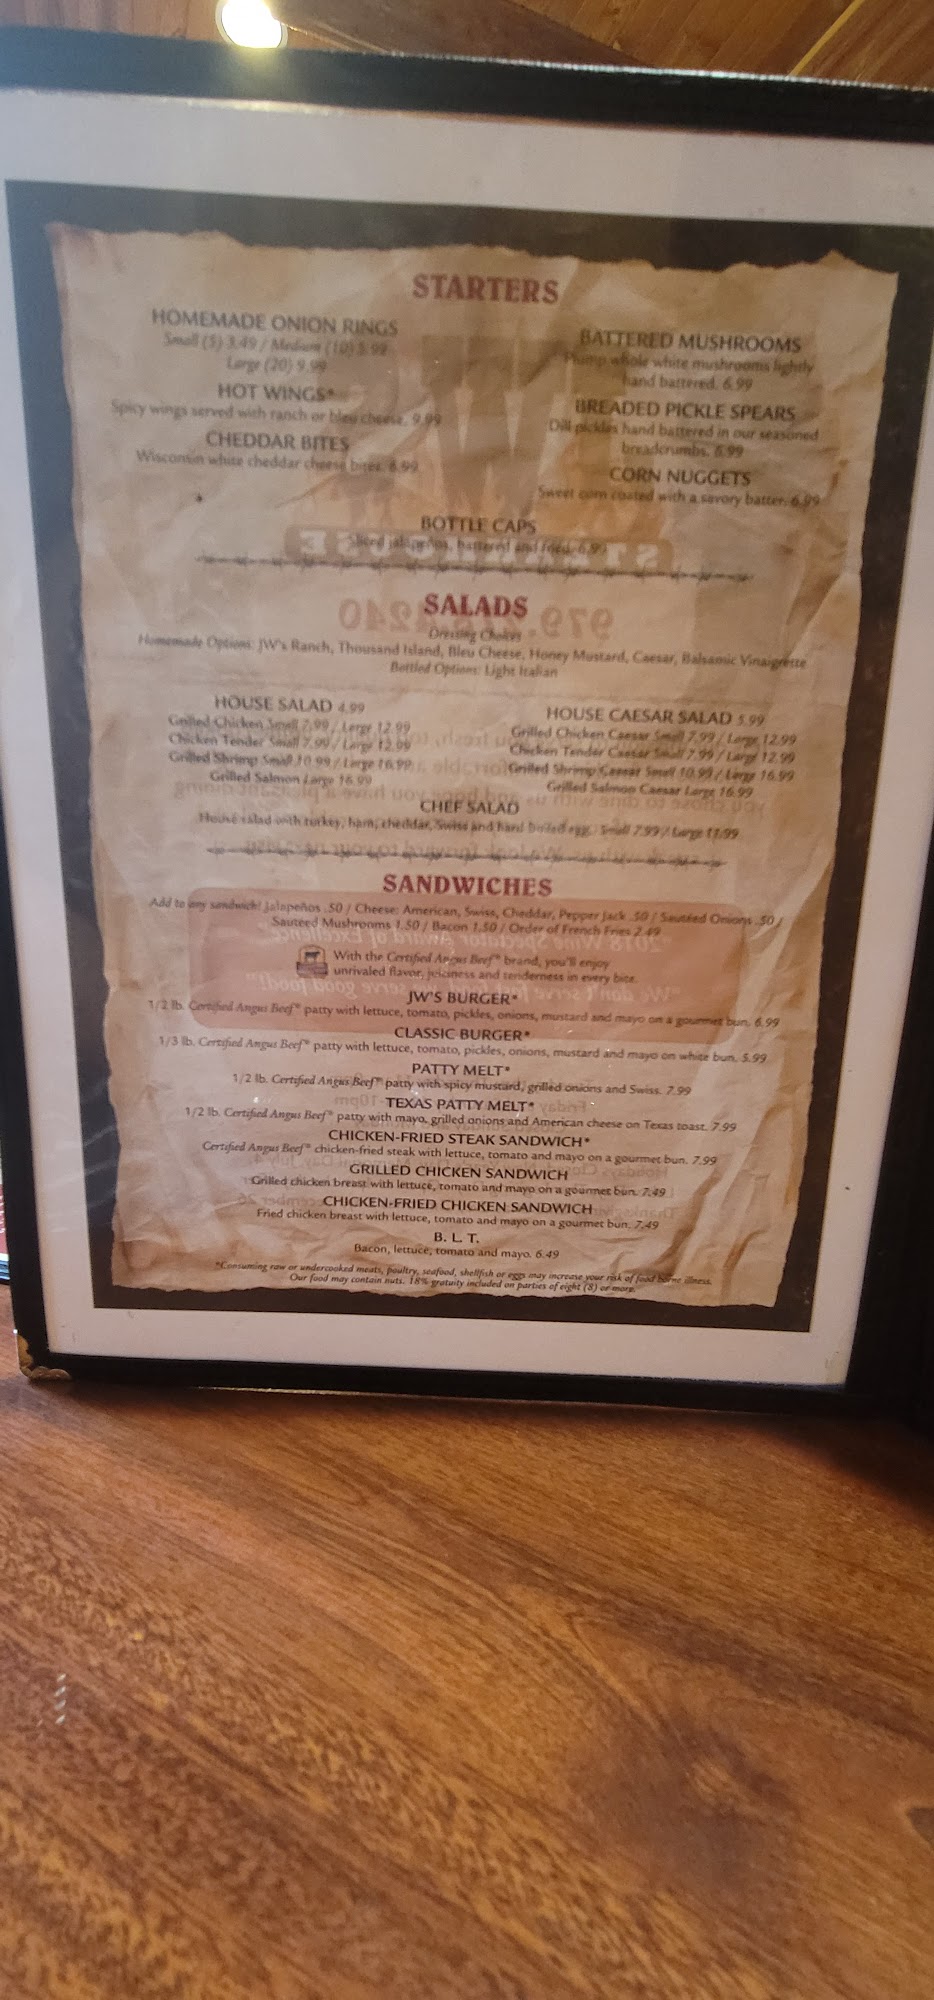 STARTERS
HOMEMADE ONION RINGS
Small (5) 3.49 / Medium (10) 5.99
Large (20) 9.99
HOT WINGS*
Spicy wings served with ranch or bleu cheese. 9.99
CHEDDAR BITES
Wisconsin white cheddar cheese bites. 6.99
BATTERED MUSHROOMS
Plump whole white mushrooms lightly
hand battered. 6.99
BREADED PICKLE SPEARS
Dill pickles hand battered in our seasoned
breadcrumbs. 6.99
CORN NUGGETS
Sweet corn coated with a savory batter. 6.99
BOTTLE CAPS
Sliced jalapeños, battered and fried. 6.99
SALADS
Dressing Choices
Homemade Options: JW's Ranch, Thousand Island, Bleu Cheese, Honey Mustard, Caesar, Balsamic Vinaigrette
Bottled Options: Light Italian
HOUSE SALAD 4.99
Grilled Chicken Small 7.99 / Large 12.99
Chicken Tender Small 7.99 / Large 12.99
Grilled Shrimp Small 10.99 / Large 16.99
Grilled Salmon Large 16.99
HOUSE CAESAR SALAD 5.99
Grilled Chicken Caesar Small 7.99 / Large 12.99
Chicken Tender Caesar Small 7.99 / Large 12.99
Grilled Shrimp Caesar Small 10.99 / Large 16.99
Grilled Salmon Caesar Large 16.99
CHEF SALAD
House salad with turkey, ham, cheddar, Swiss and hard boiled egg. Small 7.99 / Large 11.99
SANDWICHES
Add to any sandwich! Jalapeños .50 / Cheese: American, Swiss, Cheddar, Pepper Jack .50 / Sautéed Onions .50 /
Sautéed Mushrooms 1.50 / Bacon 1.50 / Order of French Fries 2.49
With the Certified Angus Beef® brand, you'll enjoy
unrivaled flavor, juiciness and tenderness in every bite.
JW'S BURGER*
1/2 lb. Certified Angus Beef® patty with lettuce, tomato, pickles, onions, mustard and mayo on a gourmet bun. 6.99
CLASSIC BURGER*
1/3 lb. Certified Angus Beef® patty with lettuce, tomato, pickles, onions, mustard and mayo on white bun. 5.99
PATTY MELT*
1/2 lb. Certified Angus Beef® patty with spicy mustard, grilled onions and Swiss. 7.99
TEXAS PATTY MELT*
1/2 lb. Certified Angus Beef® patty with mayo, grilled onions and American cheese on Texas toast. 7.99
CHICKEN-FRIED STEAK SANDWICH*
Certified Angus Beef® chicken-fried steak with lettuce, tomato and mayo on a gourmet bun. 7.99
GRILLED CHICKEN SANDWICH
Grilled chicken breast with lettuce, tomato and mayo on a gourmet bun. 7.49
CHICKEN-FRIED CHICKEN SANDWICH
Fried chicken breast with lettuce, tomato and mayo on a gourmet bun. 7.49
B. L. T.
Bacon, lettuce, tomato and mayo. 6.49
*Consuming raw or undercooked meats, poultry, seafood, shellfish or eggs may increase your risk of food borne illness.
Our food may contain nuts. 18% gratuity included on parties of eight (8) or more.